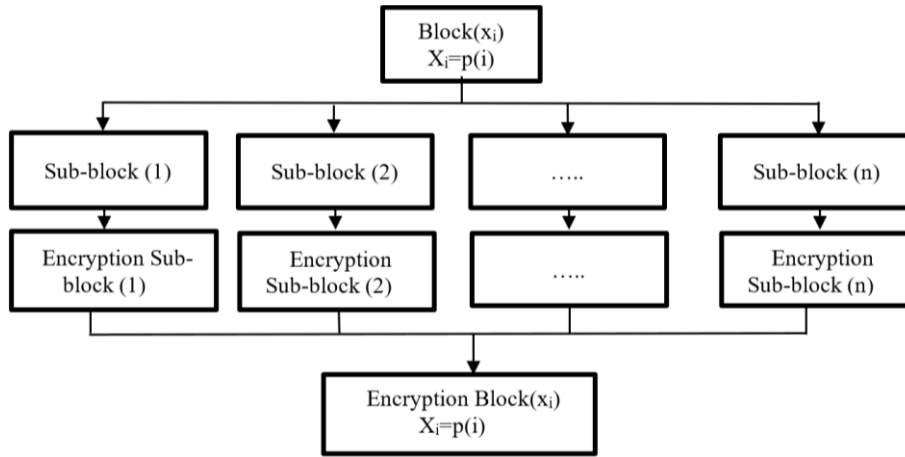 Block(xᵢ)
Xᵢ=p(i)
Sub-block (1)
Sub-block (2)
…..
Sub-block (n)
Encryption Sub-
block (1)
Encryption
Sub-block (2)
…..
Encryption
Sub-block (n)
Encryption Block(xᵢ)
Xᵢ=p(i)